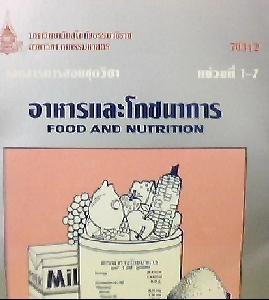 มหาวิทยาลัยสุโขทัยธรรมาธิราช
70312
เอกสารการสอนชุดวิชา
หน่วยที่ 1-7
อาหารและโภชนาการ
FOOD AND NUTRITION
Mil